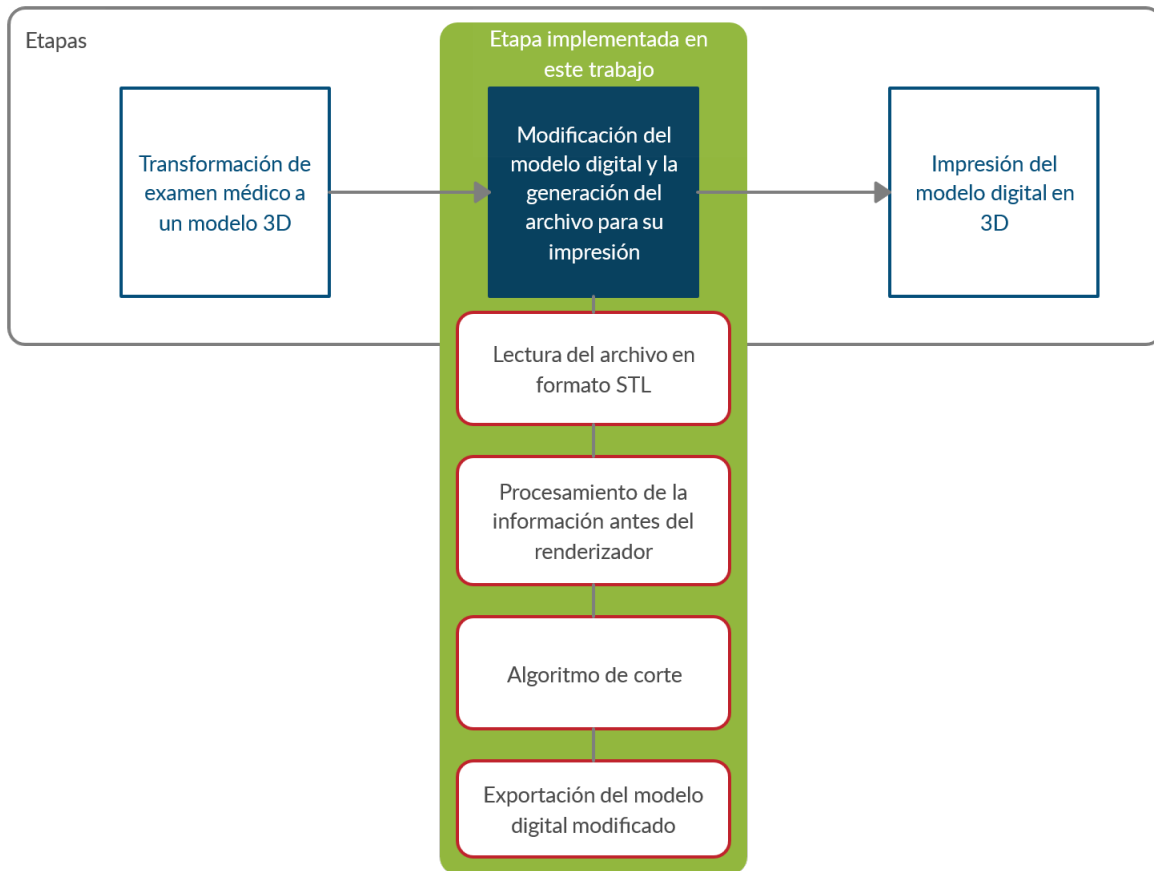 Etapas
Etapa implementada en
este trabajo
Transformación de
examen médico a
un modelo 3D
Modificación del
modelo digital y la
generación del
archivo para su
impresión
Impresión del
modelo digital en
3D
Lectura del archivo en
formato STL
Procesamiento de la
información antes del
renderizador
Algoritmo de corte
Exportación del modelo
digital modificado